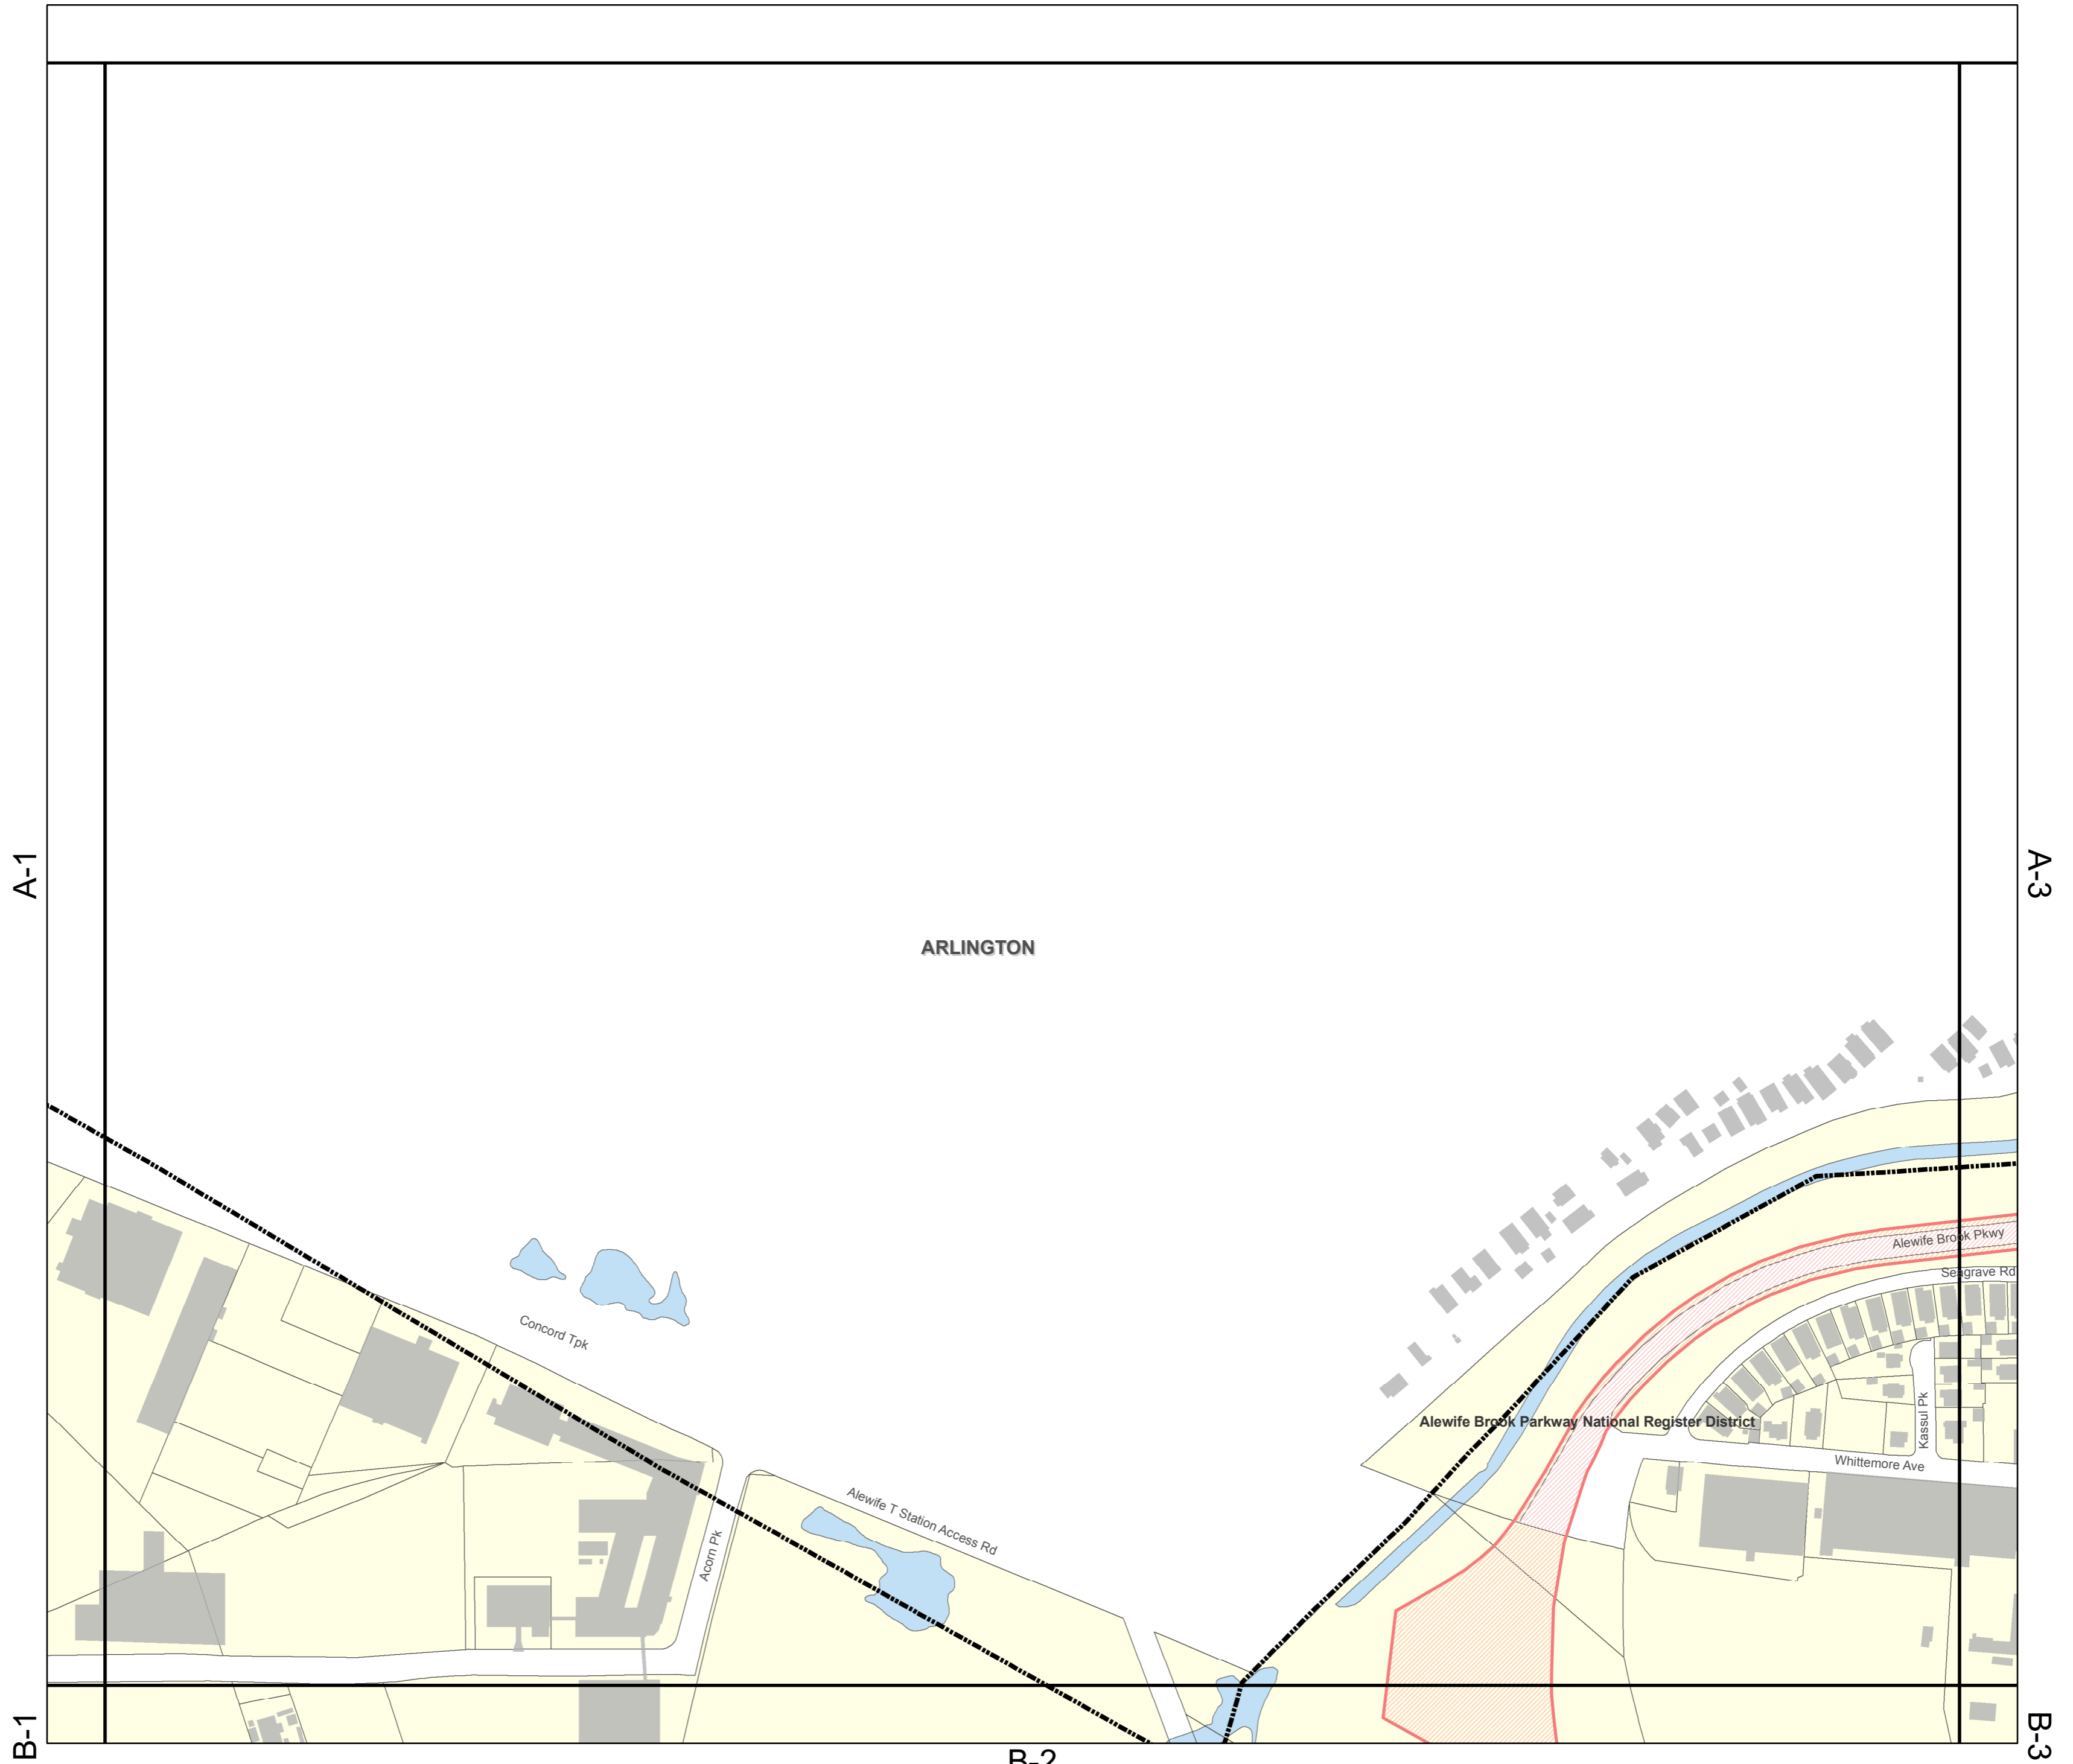 A-1
A-3
ARLINGTON
Alewife Brook Pkwy
Seagrave Rd
Concord Tpk
Alewife Brook Parkway National Register District
Kassul Pk
Whittemore Ave
Alewife T Station Access Rd
Acorn Pk
B-1
B-2
B-3